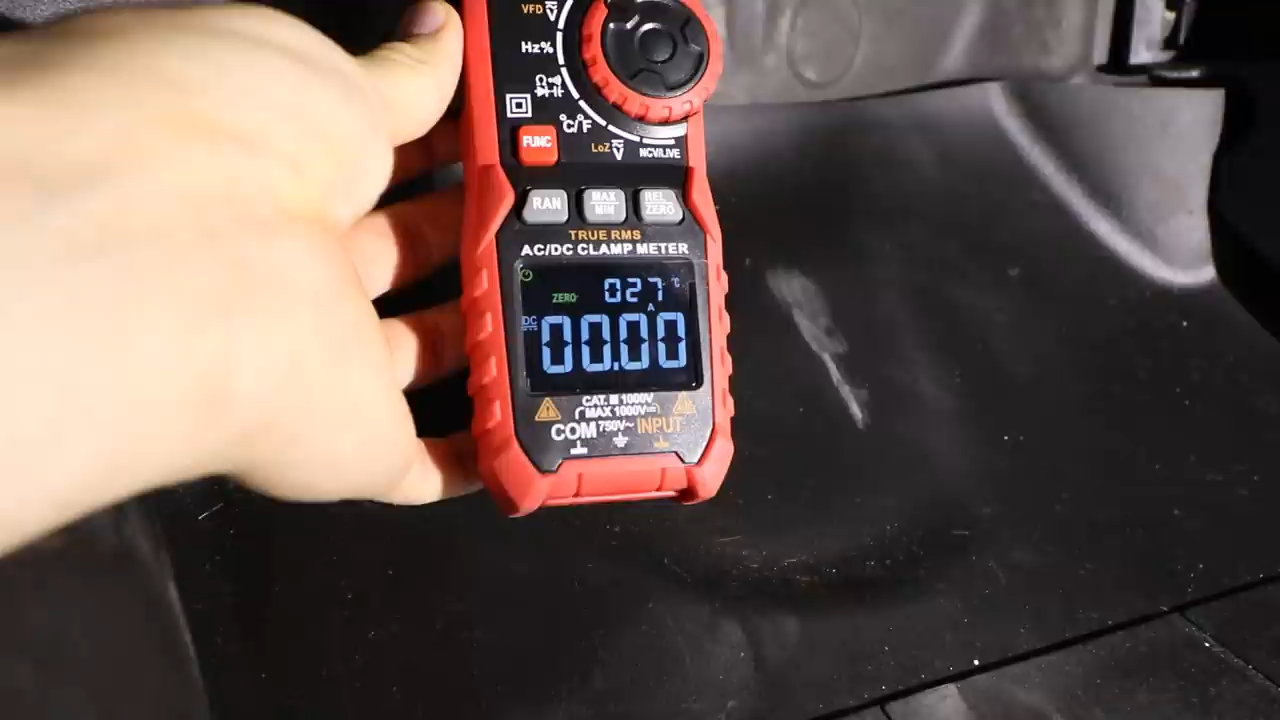 VFD V
Hz%
Ω
°C/°F
FUNC
LoZ V
NCV/LIVE
RAN
MAX
MIN
REL
ZERO
TRUE RMS
AC/DC CLAMP METER
027 °C
ZERO
A
DC
00.00
CAT. III 1000V
MAX 1000V
COM 750V~ INPUT